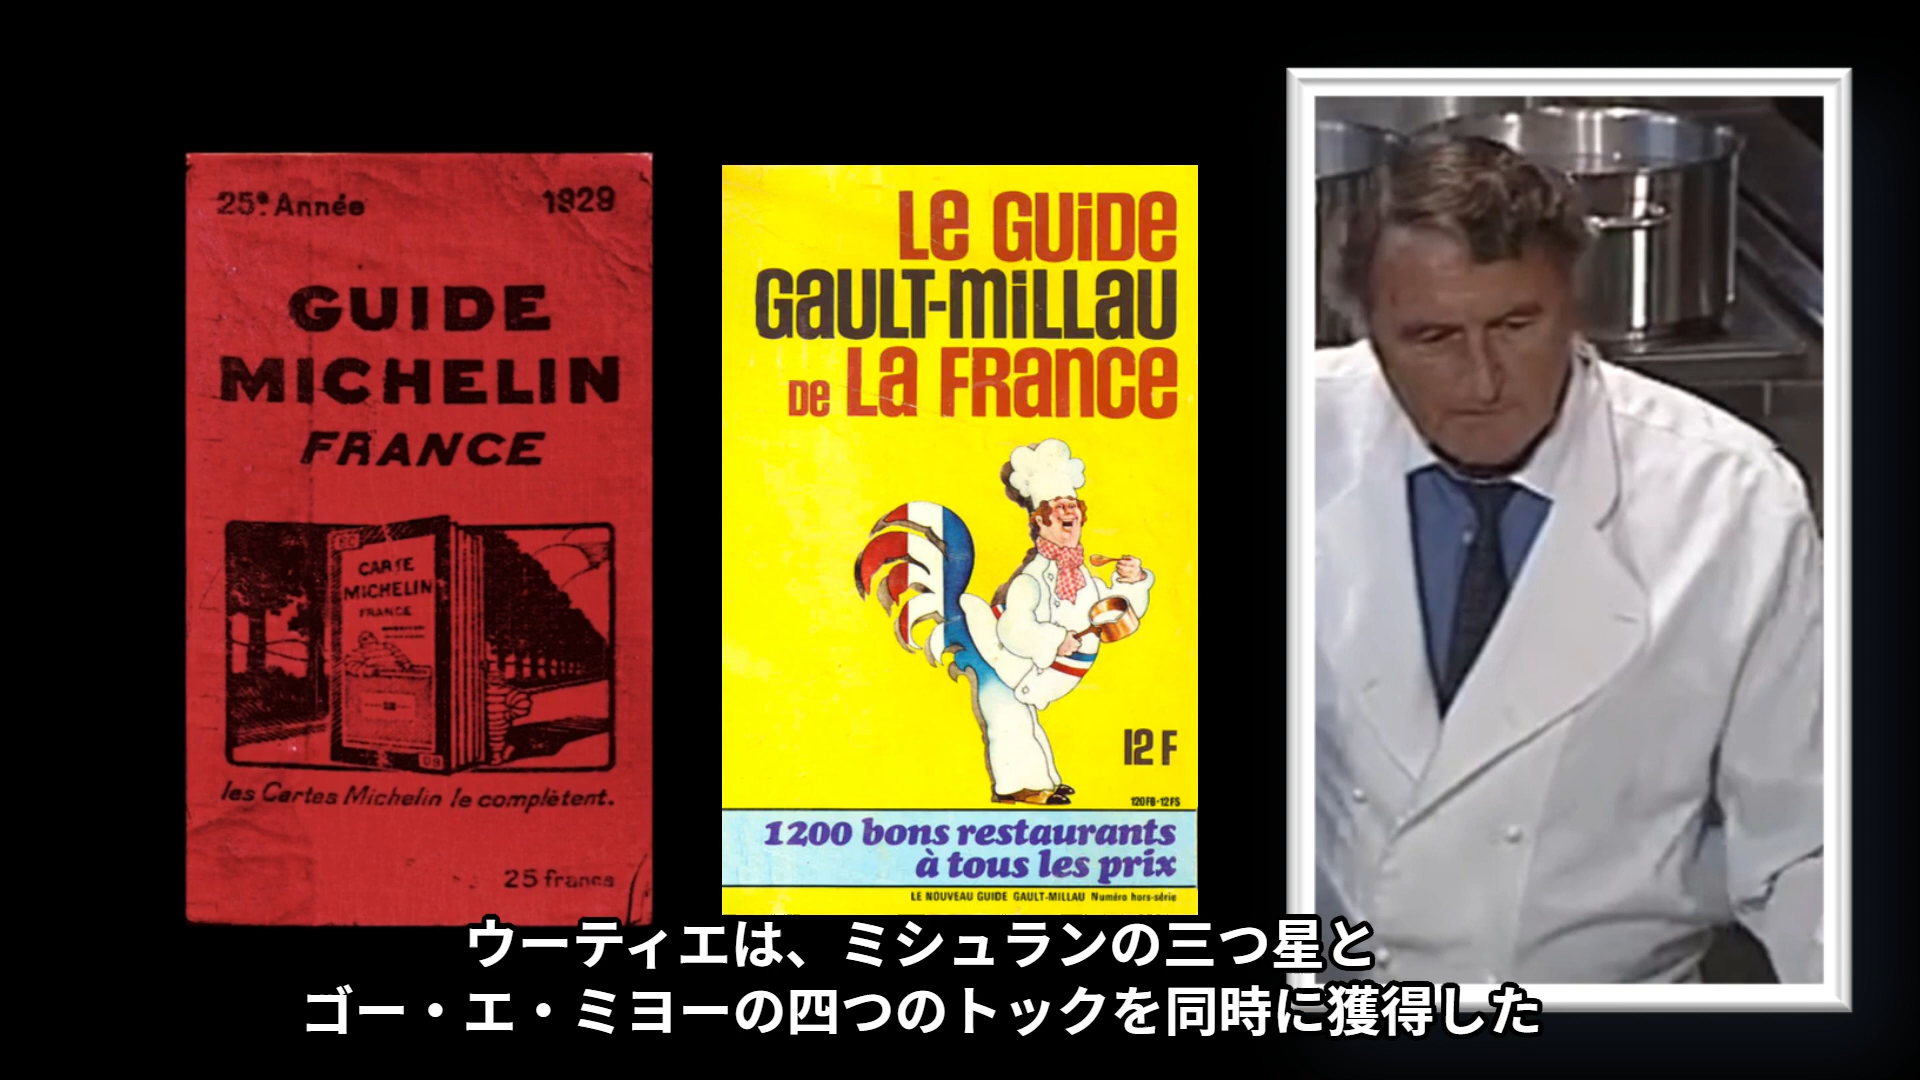 25e Année 1929
GUIDE
MICHELIN
FRANCE
CARTE
MICHELIN
FRANCE
les Cartes Michelin le complètent.
25 francs
Le GUiDe
GaULT-MiLLaU
De La FRance
12 F
120FB-12FS
1200 bons restaurants
à tous les prix
LE NOUVEAU GUIDE GAULT-MILLAU Numéro hors-série
ウーティエは、ミシュランの三つ星と
ゴー・エ・ミヨーの四つのトックを同時に獲得した